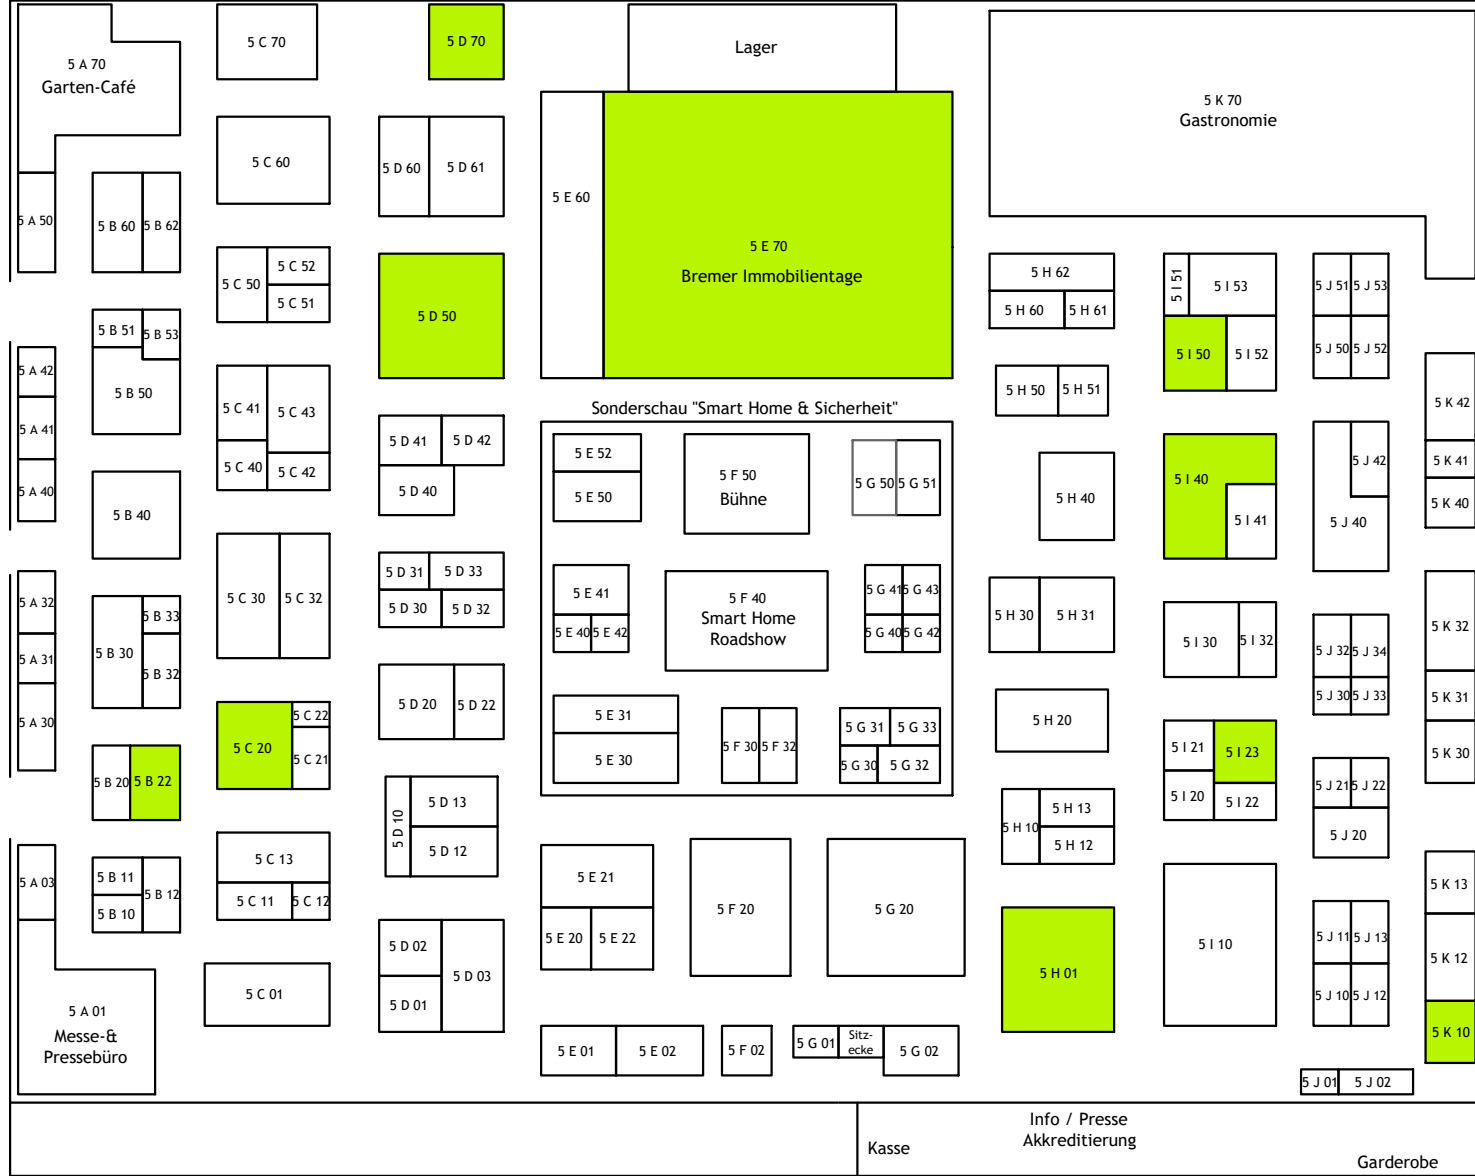 5 A 70
Garten-Café
5 C 70
5 D 70
Lager
5 K 70
Gastronomie
5 C 60
5 D 60
5 D 61
5 E 60
5 A 50
5 B 60
5 B 62
5 E 70
Bremer Immobilientage
5 C 50
5 C 52
5 C 51
5 D 50
5 H 62
5 H 60
5 H 61
5 I 51
5 I 53
5 J 51
5 J 53
5 B 51
5 B 53
5 B 50
5 I 50
5 I 52
5 J 50
5 J 52
5 A 42
5 A 41
5 A 40
5 C 41
5 C 43
5 C 40
5 C 42
5 H 50
5 H 51
5 K 42
5 K 41
5 K 40
Sonderschau "Smart Home & Sicherheit"
5 D 41
5 D 42
5 D 40
5 E 52
5 E 50
5 F 50
Bühne
5 G 50
5 G 51
5 H 40
5 I 40
5 I 41
5 J 42
5 J 40
5 B 40
5 C 30
5 C 32
5 D 31
5 D 33
5 D 30
5 D 32
5 E 41
5 E 40
5 E 42
5 F 40
Smart Home
Roadshow
5 G 41
5 G 43
5 G 40
5 G 42
5 H 30
5 H 31
5 I 30
5 I 32
5 J 32
5 J 34
5 J 30
5 J 33
5 K 32
5 K 31
5 K 30
5 A 32
5 A 31
5 A 30
5 B 30
5 B 33
5 B 32
5 D 20
5 D 22
5 E 31
5 E 30
5 F 30
5 F 32
5 G 31
5 G 33
5 G 30
5 G 32
5 H 20
5 I 21
5 I 23
5 I 20
5 I 22
5 C 20
5 C 22
5 C 21
5 B 20
5 B 22
5 J 21
5 J 22
5 J 20
5 D 10
5 D 13
5 D 12
5 H 10
5 H 13
5 H 12
5 A 03
5 B 11
5 B 12
5 B 10
5 C 13
5 C 11
5 C 12
5 E 21
5 E 20
5 E 22
5 F 20
5 G 20
5 I 10
5 K 13
5 K 12
5 K 10
5 J 11
5 J 13
5 J 10
5 J 12
5 D 02
5 D 03
5 D 01
5 H 01
5 C 01
5 A 01
Messe-&
Pressebüro
5 E 01
5 E 02
5 F 02
5 G 01
Sitz-
ecke
5 G 02
5 J 01
5 J 02
Kasse
Info / Presse
Akkreditierung
Garderobe